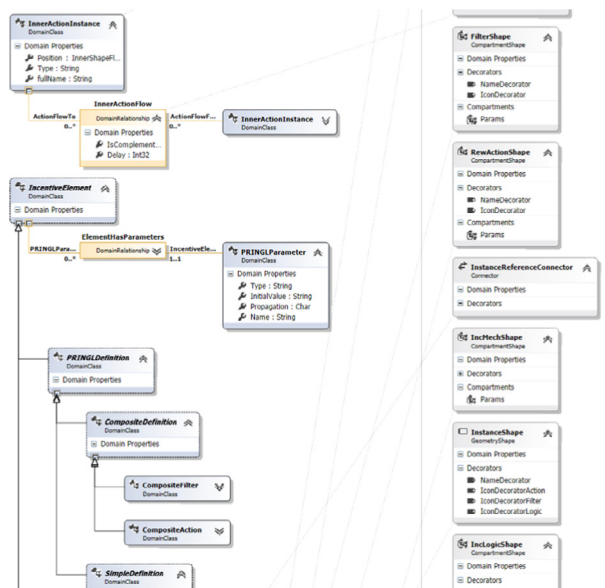 InnerActionInstance
DomainClass
Domain Properties
Position : InnerShapeFl...
Type : String
fullName : String
InnerActionFlow
ActionFlowTo
DomainRelationship
ActionFlowF...
0..*
0..*
Domain Properties
IsComplement...
Delay : Int32
InnerActionInstance
DomainClass
IncentiveElement
DomainClass
Domain Properties
ElementHasParameters
PRINGLPara...
DomainRelationship
IncentiveEle...
0..*
1..1
PRINGLParameter
DomainClass
Domain Properties
Type : String
InitialValue : String
Propagation : Char
Name : String
PRINGLDefinition
DomainClass
Domain Properties
CompositeDefinition
DomainClass
Domain Properties
CompositeFilter
DomainClass
CompositeAction
DomainClass
SimpleDefinition
DomainClass
FilterShape
CompartmentShape
Domain Properties
Decorators
NameDecorator
IconDecorator
Compartments
Params
RewActionShape
CompartmentShape
Domain Properties
Decorators
NameDecorator
IconDecorator
Compartments
Params
InstanceReferenceConnector
Connector
Domain Properties
Decorators
IncMechShape
CompartmentShape
Domain Properties
Decorators
Compartments
Params
InstanceShape
GeometryShape
Domain Properties
Decorators
NameDecorator
IconDecoratorAction
IconDecoratorFilter
IconDecoratorLogic
IncLogicShape
CompartmentShape
Domain Properties
Decorators